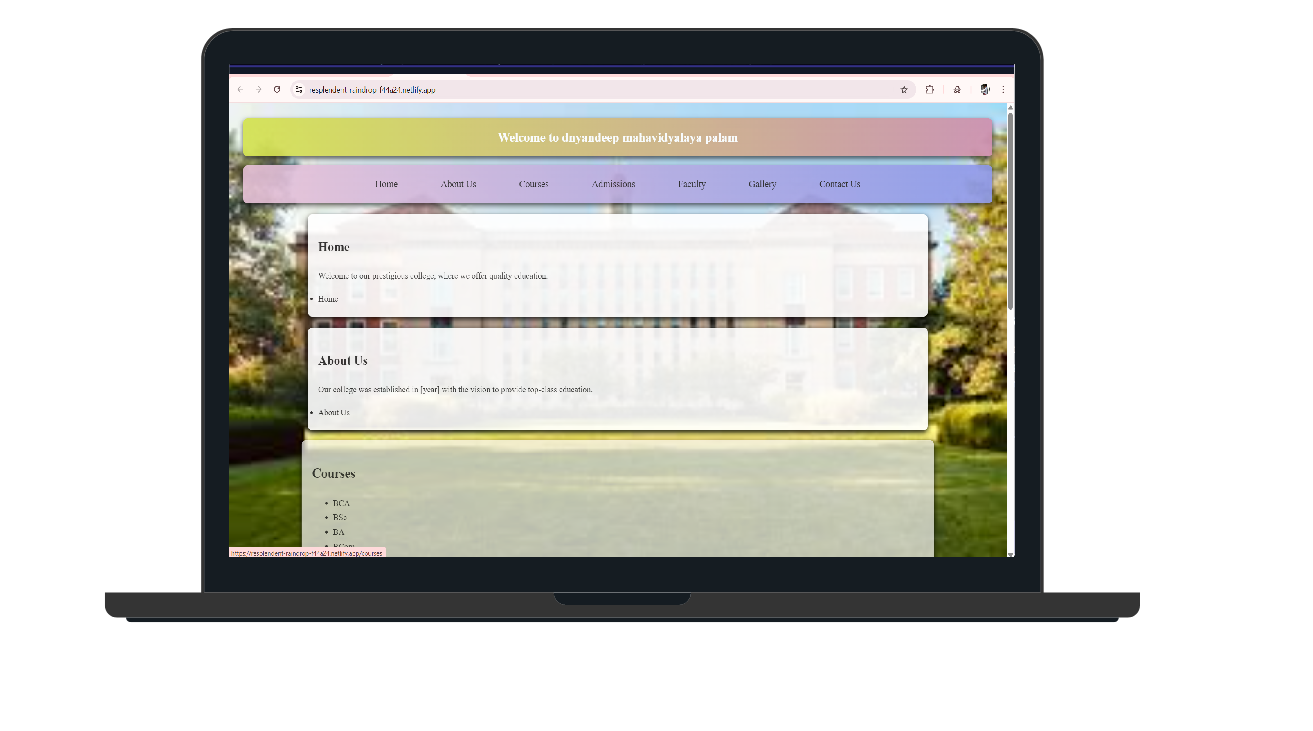 resplendent-raindrop-f44a24.netlify.app
Welcome to dnyandeep mahavidyalaya palam
Home About Us Courses Admissions Faculty Gallery Contact Us
Home
Welcome to our prestigious college, where we offer quality education.
• Home
About Us
Our college was established in [year] with the vision to provide top-class education.
• About Us
Courses
• BCA
• BSc
• BA
• BCom
https://resplendent-raindrop-f44a24.netlify.app/courses